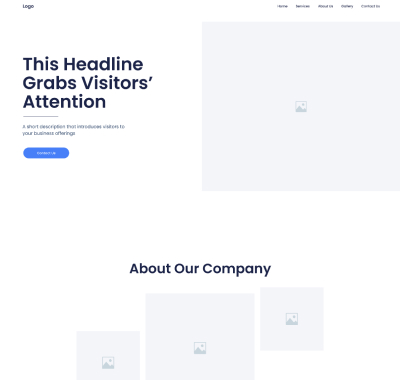 Logo
Home Services About Us Gallery Contact Us
This Headline
Grabs Visitors’
Attention
A short description that introduces visitors to
your business offerings
Contact Us
About Our Company